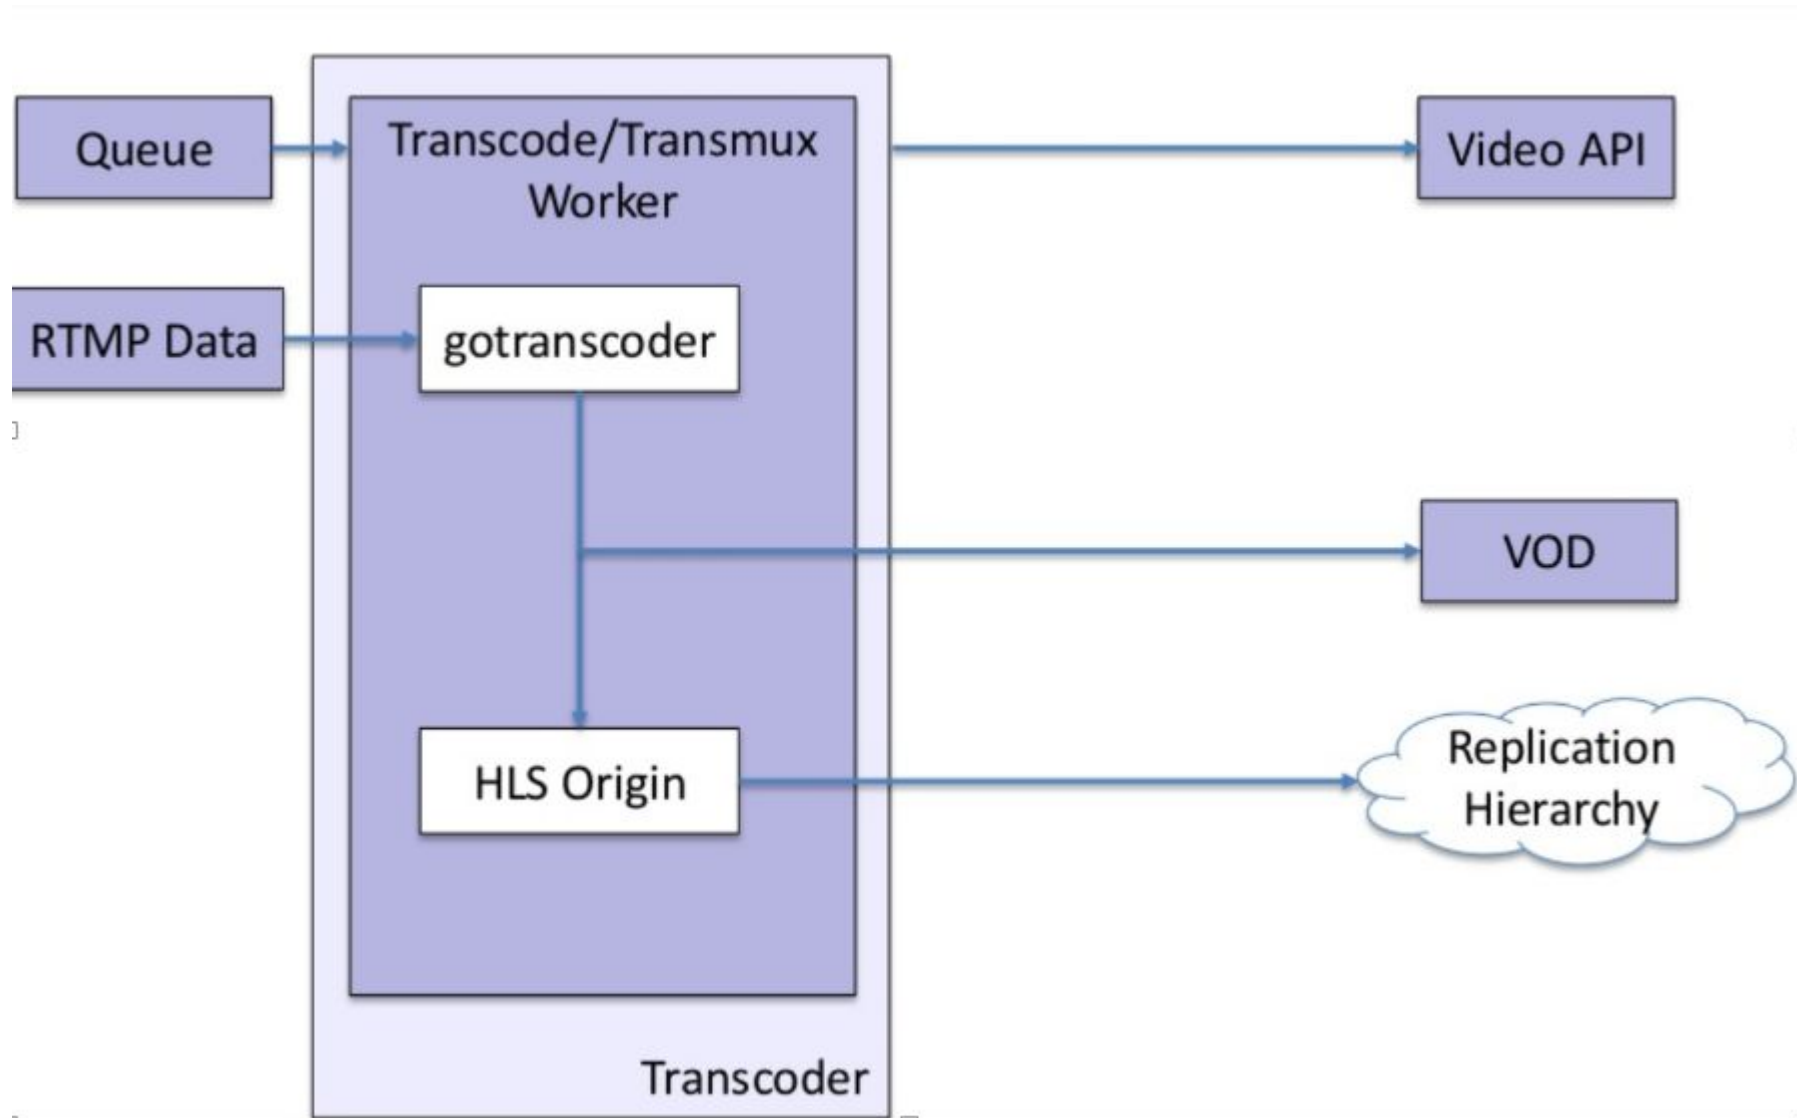 Queue
Transcode/Transmux
Worker
Video API
RTMP Data
gotranscoder
VOD
HLS Origin
Replication
Hierarchy
Transcoder